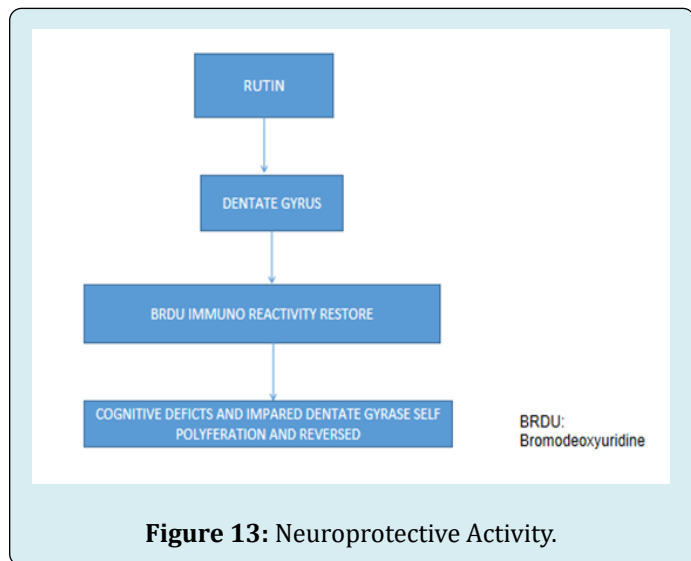 RUTIN
DENTATE GYRUS
BRDU IMMUNO REACTIVITY RESTORE
COGNITIVE DEFICTS AND IMPARED DENTATE GYRASE SELF
POLYFERATION AND REVERSED
BRDU:
Bromodeoxyuridine
Figure 13: Neuroprotective Activity.